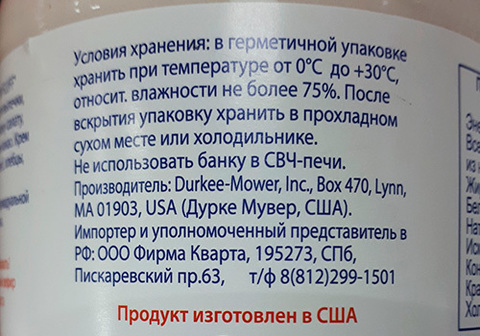 Условия хранения: в герметичной упаковке
хранить при температуре от 0°С до +30°С,
относит. влажности не более 75%. После
вскрытия упаковку хранить в прохладном
сухом месте или холодильнике.
Не использовать банку в СВЧ-печи.
Производитель: Durkee-Mower, Inc., Box 470, Lynn,
MA 01903, USA (Дурке Мувер, США).
Импортер и уполномоченный представитель в
РФ: ООО Фирма Кварта, 195273, СПб,
Пискаревский пр.63, т/ф 8(812)299-1501
Продукт изготовлен в США